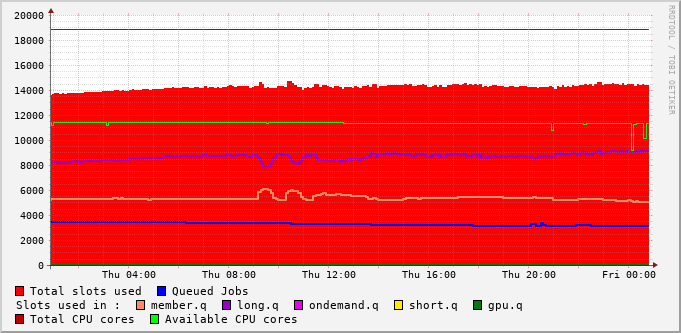 RRDTOOL / TOBI OETIKER
20000
18000
16000
14000
12000
10000
8000
6000
4000
2000
0
Thu 04:00 Thu 08:00 Thu 12:00 Thu 16:00 Thu 20:00 Fri 00:00
Total slots used Queued Jobs
Slots used in : member.q long.q ondemand.q short.q gpu.q
Total CPU cores Available CPU cores